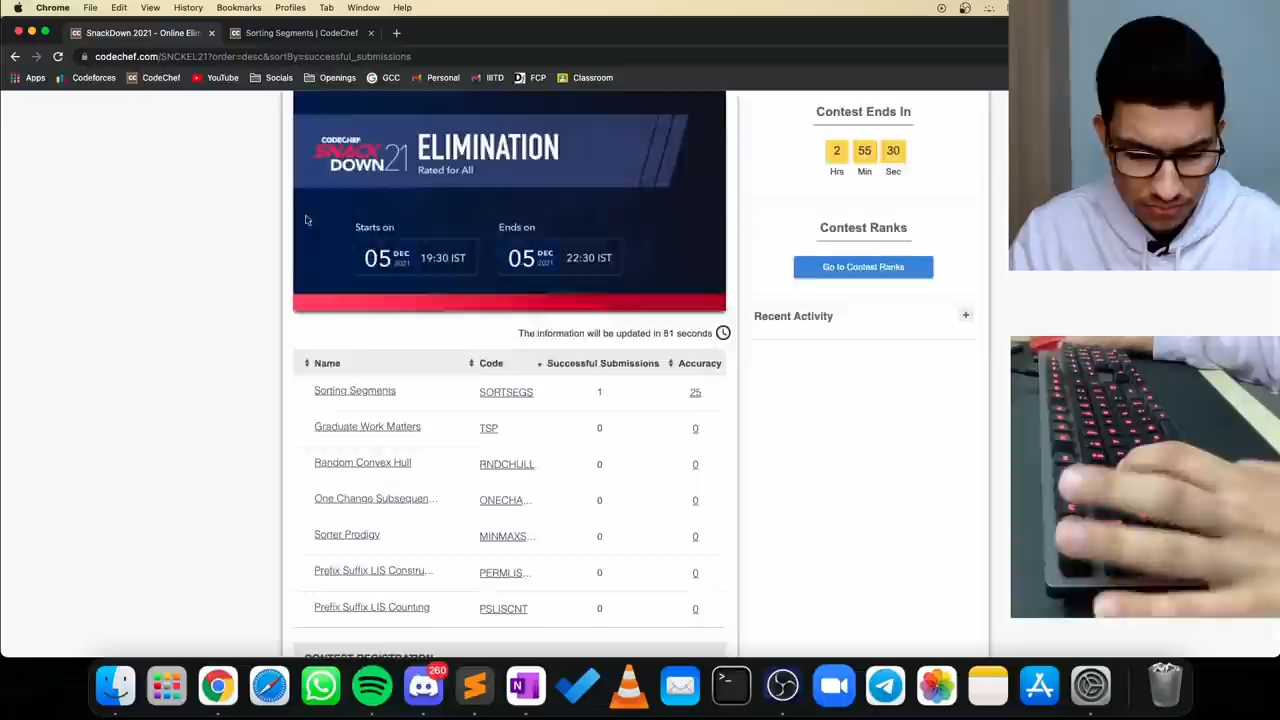 Chrome File Edit View History Bookmarks Profiles Tab Window Help
SnackDown 2021 - Online Elim Sorting Segments | CodeChef
codechef.com/SNCKEL21?order=desc&sortBy=successful_submissions
Apps Codeforces CodeChef YouTube Socials Openings GCC Personal IIITD FCP Classroom
CODECHEF
SNACK
DOWN 21
ELIMINATION
Rated for All
Starts on Ends on
05 DEC 2021 19:30 IST 05 DEC 2021 22:30 IST
Contest Ends In
2 55 30
Hrs Min Sec
Contest Ranks
Go to Contest Ranks
Recent Activity +
The information will be updated in 81 seconds
Name Code Successful Submissions Accuracy
Sorting Segments SORTSEGS 1 25
Graduate Work Matters TSP 0 0
Random Convex Hull RNDCHULL 0 0
One Change Subsequen... ONECHA... 0 0
Sorter Prodigy MINMAXS... 0 0
Prefix Suffix LIS Constru... PERMLIS... 0 0
Prefix Suffix LIS Counting PSLISCNT 0 0
CONTEST REGISTRATION
260